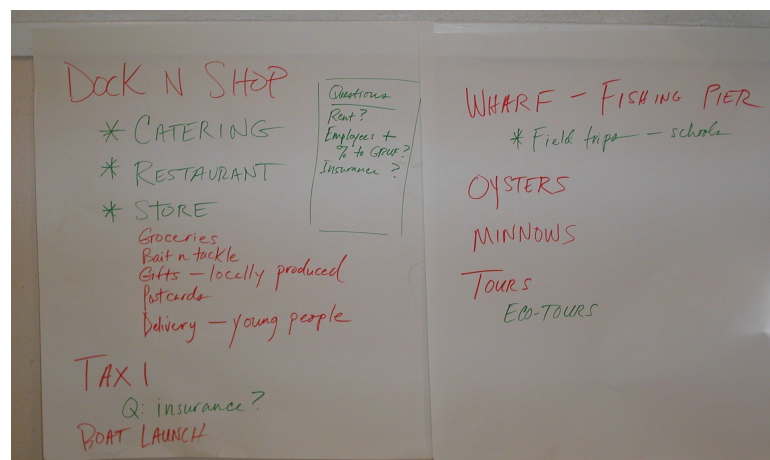 DOCK N SHOP
* CATERING
* RESTAURANT
* STORE
Groceries
Bait n tackle
Gifts — locally produced
Postcards
Delivery — young people
TAXI
Q: insurance?
BOAT LAUNCH
Questions
Rent?
Employees +
% to GPUF?
Insurance?
WHARF — FISHING PIER
* Field trips — schools
OYSTERS
MINNOWS
TOURS
ECO-TOURS